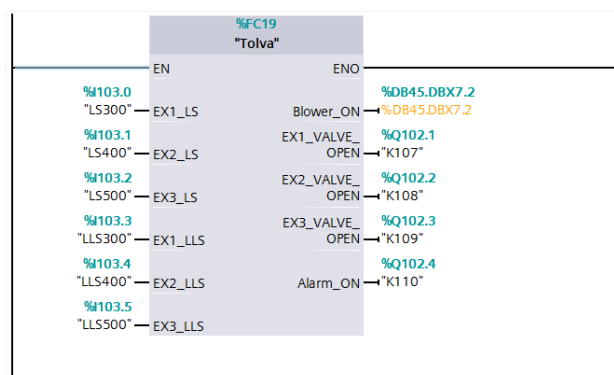 %FC19
"Tolva"
EN ENO
%I103.0 %DB45.DBX7.2
"LS300" EX1_LS Blower_ON %DB45.DBX7.2
%I103.1 EX1_VALVE_ %Q102.1
"LS400" EX2_LS OPEN "K107"
%I103.2 EX2_VALVE_ %Q102.2
"LS500" EX3_LS OPEN "K108"
%I103.3 EX3_VALVE_ %Q102.3
"LLS300" EX1_LLS OPEN "K109"
%I103.4 %Q102.4
"LLS400" EX2_LLS Alarm_ON "K110"
%I103.5
"LLS500" EX3_LLS